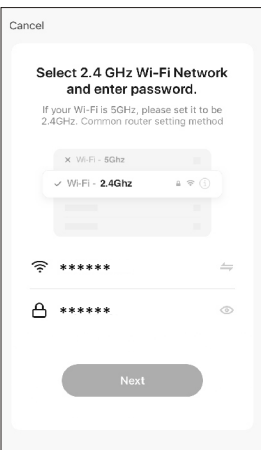 Cancel
Select 2.4 GHz Wi-Fi Network
and enter password.
If your Wi-Fi is 5GHz, please set it to be
2.4GHz. Common router setting method
× Wi-Fi - 5Ghz
✓ Wi-Fi - 2.4Ghz
******
******
Next